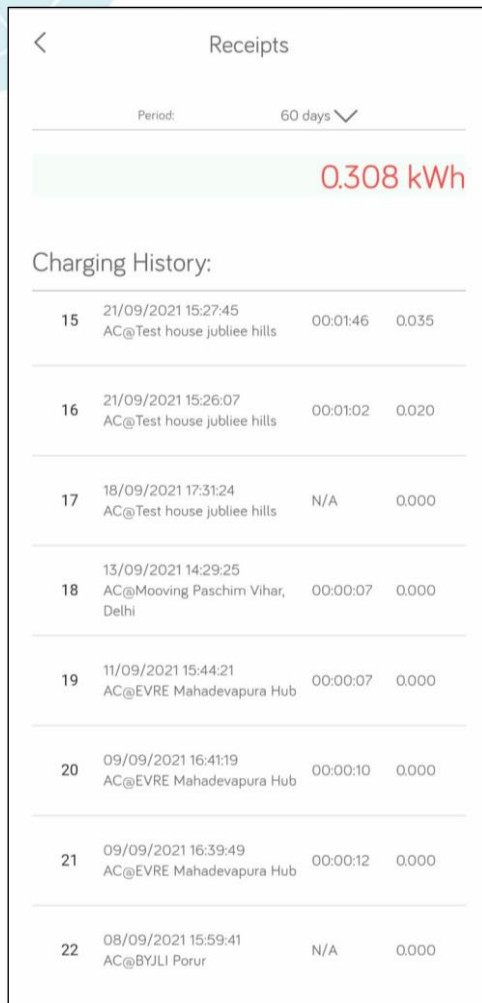 Receipts
Period: 60 days
0.308 kWh
Charging History:
15 21/09/2021 15:27:45 00:01:46 0.035
AC@Test house jubliee hills
16 21/09/2021 15:26:07 00:01:02 0.020
AC@Test house jubliee hills
17 18/09/2021 17:31:24 N/A 0.000
AC@Test house jubliee hills
13/09/2021 14:29:25
18 AC@Mooving Paschim Vihar, 00:00:07 0.000
Delhi
19 11/09/2021 15:44:21 00:00:07 0.000
AC@EVRE Mahadevapura Hub
20 09/09/2021 16:41:19 00:00:10 0.000
AC@EVRE Mahadevapura Hub
21 09/09/2021 16:39:49 00:00:12 0.000
AC@EVRE Mahadevapura Hub
22 08/09/2021 15:59:41 N/A 0.000
AC@BYJLI Porur